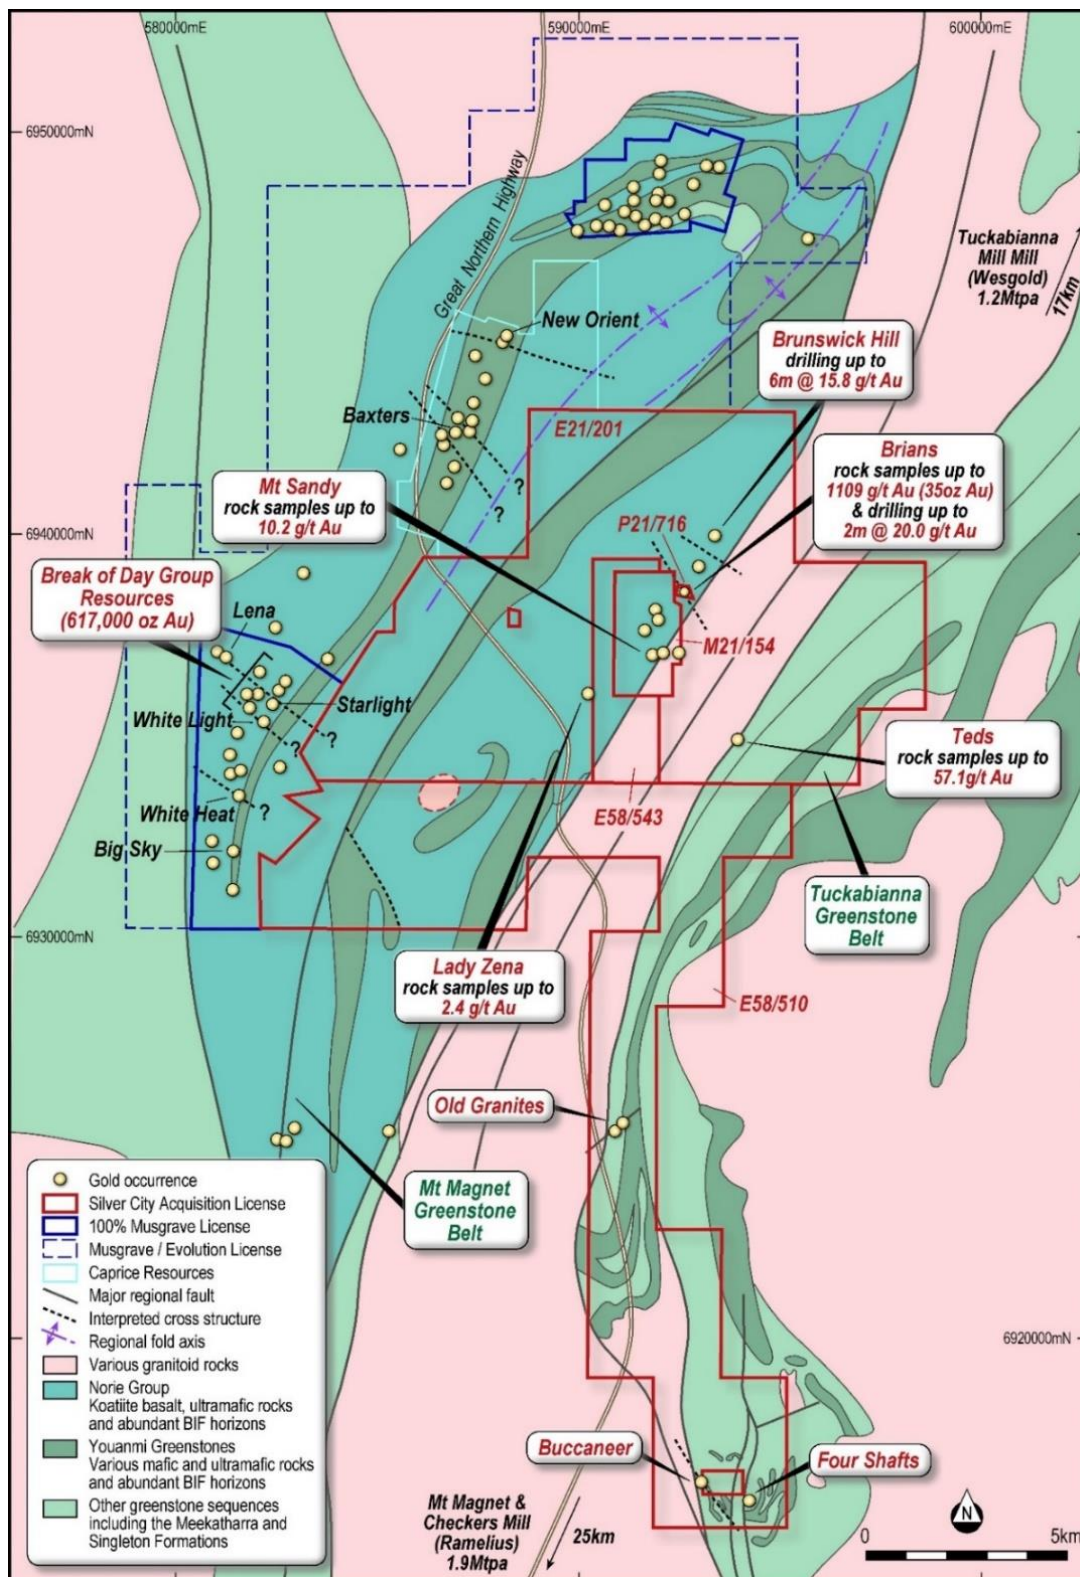 580000mE
590000mE
600000mE
6950000mN
Great Northern Highway
Tuckabianna
Mill Mill
(Wesgold)
1.2Mtpa
17km
New Orient
Brunswick Hill
drilling up to
6m @ 15.8 g/t Au
Baxters
E21/201
Brians
rock samples up to
1109 g/t Au (35oz Au)
& drilling up to
2m @ 20.0 g/t Au
Mt Sandy
rock samples up to
10.2 g/t Au
?
?
P21/716
6940000mN
Break of Day Group
Resources
(617,000 oz Au)
Lena
M21/154
Starlight
White Light
?
?
Teds
rock samples up to
57.1g/t Au
White Heat
?
E58/543
Big Sky
Tuckabianna
Greenstone
Belt
6930000mN
Lady Zena
rock samples up to
2.4 g/t Au
E58/510
Old Granites
Mt Magnet
Greenstone
Belt
Gold occurrence
Silver City Acquisition License
100% Musgrave License
Musgrave / Evolution License
Caprice Resources
Major regional fault
Interpreted cross structure
Regional fold axis
Various granitoid rocks
Norie Group
Koatiite basalt, ultramafic rocks
and abundant BIF horizons
Youanmi Greenstones
Various mafic and ultramafic rocks
and abundant BIF horizons
Other greenstone sequences
including the Meekatharra and
Singleton Formations
6920000mN
Buccaneer
Four Shafts
Mt Magnet &
Checkers Mill
(Ramelius)
1.9Mtpa
25km
N
0
5km